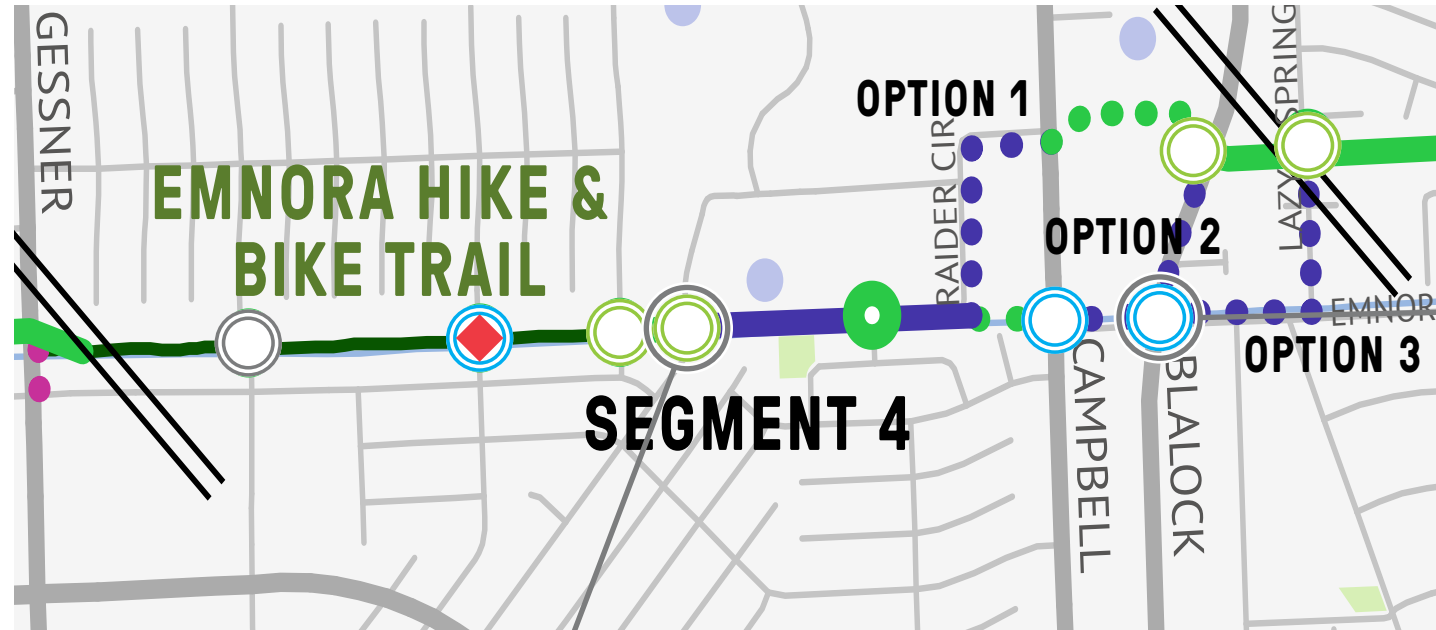 GESSNER
EMNORA HIKE &
BIKE TRAIL
SEGMENT 4
OPTION 1
RAIDER CIR
OPTION 2
LAZY SPRING
EMNOR
OPTION 3
CAMPBELL
BLALOCK